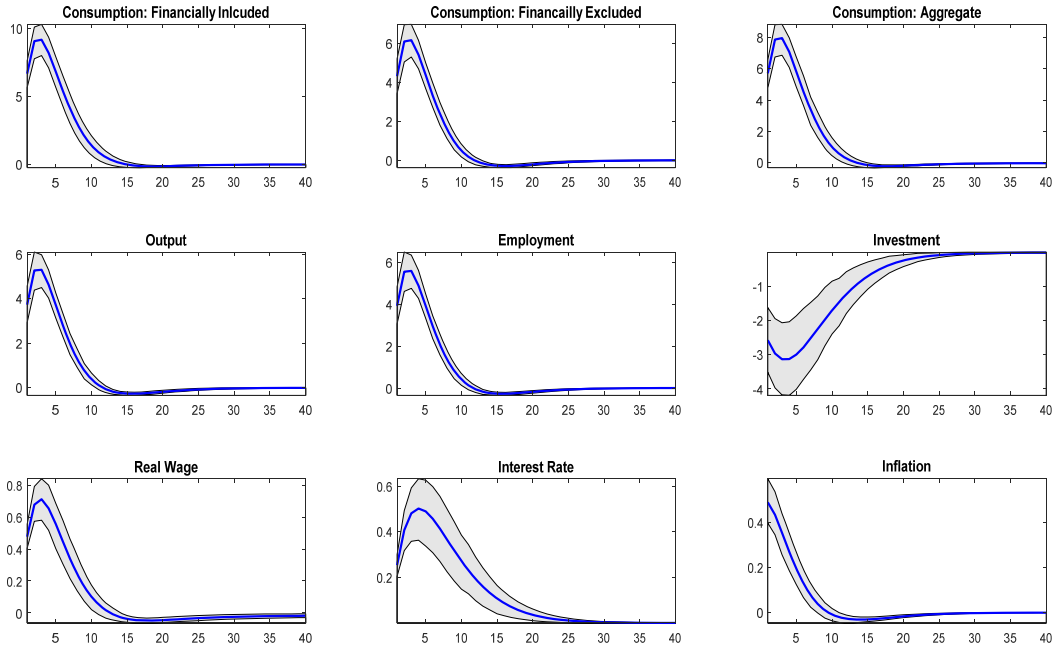 Consumption: Financially Inlcuded
10
5
0
5 10 15 20 25 30 35 40
Consumption: Financailly Excluded
6
4
2
0
5 10 15 20 25 30 35 40
Consumption: Aggregate
8
6
4
2
0
5 10 15 20 25 30 35 40
Output
6
4
2
0
5 10 15 20 25 30 35 40
Employment
6
4
2
0
5 10 15 20 25 30 35 40
Investment
-1
-2
-3
-4
5 10 15 20 25 30 35 40
Real Wage
0.8
0.6
0.4
0.2
0
5 10 15 20 25 30 35 40
Interest Rate
0.6
0.4
0.2
5 10 15 20 25 30 35 40
Inflation
0.4
0.2
0
5 10 15 20 25 30 35 40